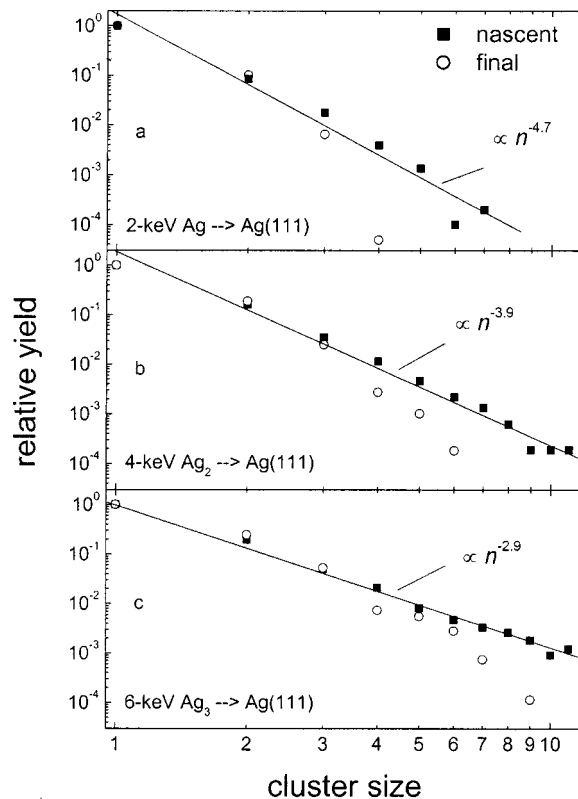 nascent
final
10⁰
10⁻¹
10⁻²
10⁻³
10⁻⁴
a
∝ n⁻⁴·⁷
2-keV Ag --> Ag(111)
10⁰
10⁻¹
10⁻²
10⁻³
10⁻⁴
b
∝ n⁻³·⁹
4-keV Ag₂ --> Ag(111)
10⁰
10⁻¹
10⁻²
10⁻³
10⁻⁴
c
∝ n⁻²·⁹
6-keV Ag₃ --> Ag(111)
relative yield
1 2 3 4 5 6 7 8 9 10
cluster size